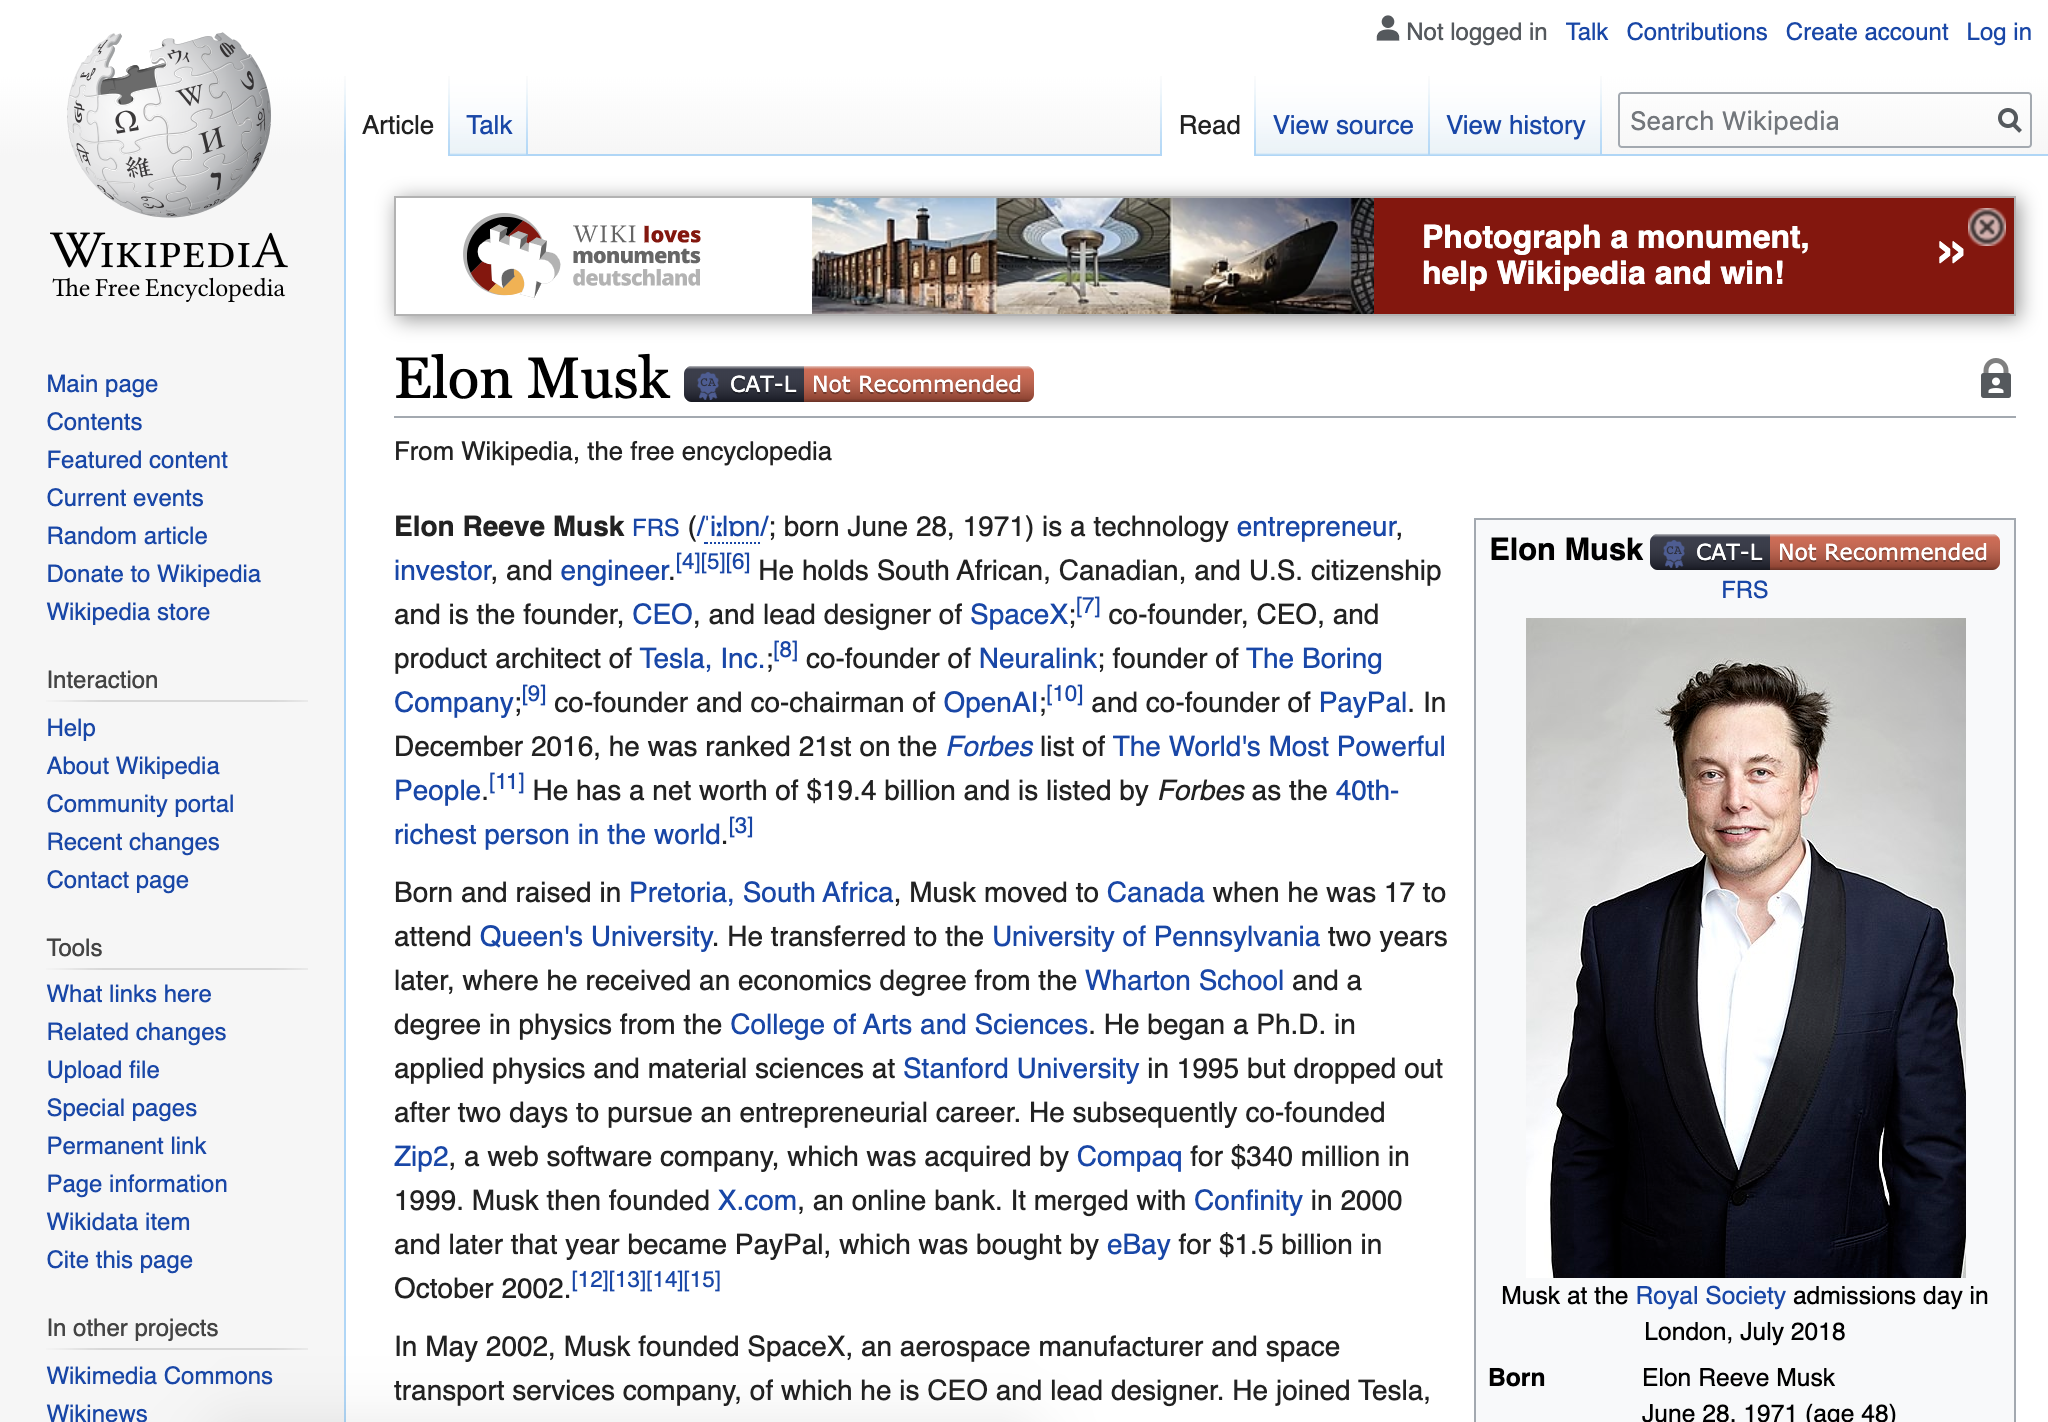 Not logged in Talk Contributions Create account Log in
Article Talk Read View source View history Search Wikipedia
WIKIPEDIA
The Free Encyclopedia
Main page
Contents
Featured content
Current events
Random article
Donate to Wikipedia
Wikipedia store
Interaction
Help
About Wikipedia
Community portal
Recent changes
Contact page
Tools
What links here
Related changes
Upload file
Special pages
Permanent link
Page information
Wikidata item
Cite this page
In other projects
Wikimedia Commons
Wikinews
WIKI loves
monuments
deutschland
Photograph a monument,
help Wikipedia and win!
»
Elon Musk CA CAT-L Not Recommended
From Wikipedia, the free encyclopedia
Elon Reeve Musk FRS (/ˈiːlɒn/; born June 28, 1971) is a technology entrepreneur,
investor, and engineer.[4][5][6] He holds South African, Canadian, and U.S. citizenship
and is the founder, CEO, and lead designer of SpaceX;[7] co-founder, CEO, and
product architect of Tesla, Inc.;[8] co-founder of Neuralink; founder of The Boring
Company;[9] co-founder and co-chairman of OpenAI;[10] and co-founder of PayPal. In
December 2016, he was ranked 21st on the Forbes list of The World's Most Powerful
People.[11] He has a net worth of $19.4 billion and is listed by Forbes as the 40th-
richest person in the world.[3]
Born and raised in Pretoria, South Africa, Musk moved to Canada when he was 17 to
attend Queen's University. He transferred to the University of Pennsylvania two years
later, where he received an economics degree from the Wharton School and a
degree in physics from the College of Arts and Sciences. He began a Ph.D. in
applied physics and material sciences at Stanford University in 1995 but dropped out
after two days to pursue an entrepreneurial career. He subsequently co-founded
Zip2, a web software company, which was acquired by Compaq for $340 million in
1999. Musk then founded X.com, an online bank. It merged with Confinity in 2000
and later that year became PayPal, which was bought by eBay for $1.5 billion in
October 2002.[12][13][14][15]
In May 2002, Musk founded SpaceX, an aerospace manufacturer and space
transport services company, of which he is CEO and lead designer. He joined Tesla,
Elon Musk CA CAT-L Not Recommended
FRS
Musk at the Royal Society admissions day in
London, July 2018
Born Elon Reeve Musk
June 28, 1971 (age 48)